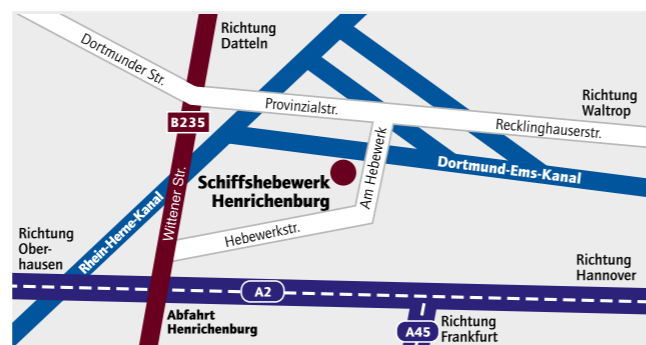 Richtung
Datteln
Dortmunder Str.
Provinzialstr.
Richtung
Waltrop
B235
Recklinghauserstr.
Am Hebewerk
Dortmund-Ems-Kanal
Schiffshebewerk
Henrichenburg
Wittener Str.
Rhein-Herne-Kanal
Hebewerkstr.
Richtung
Ober-
hausen
Richtung
Hannover
A2
Abfahrt
Henrichenburg
A45
Richtung
Frankfurt